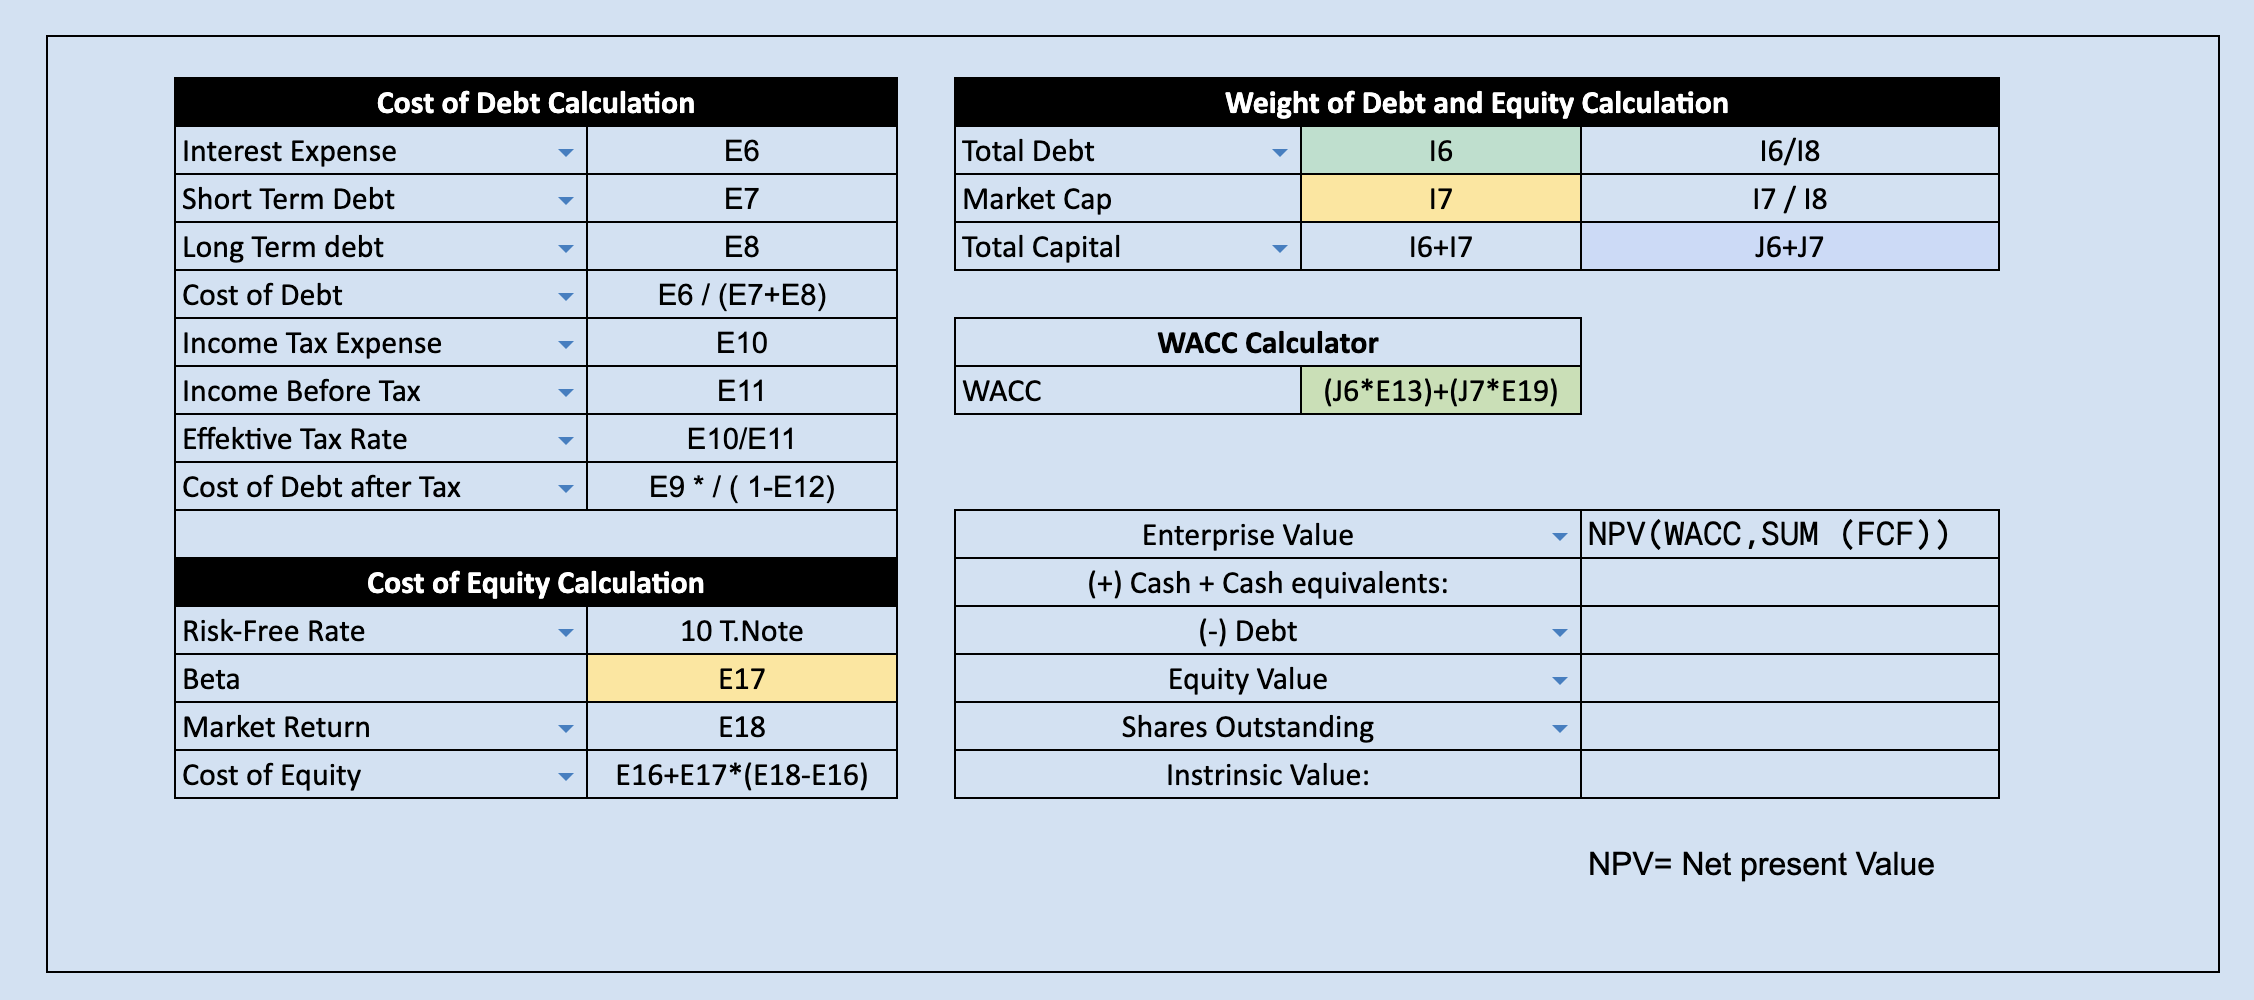 Cost of Debt Calculation
Interest Expense E6
Short Term Debt E7
Long Term debt E8
Cost of Debt E6 / (E7+E8)
Income Tax Expense E10
Income Before Tax E11
Effektive Tax Rate E10/E11
Cost of Debt after Tax E9 * / ( 1-E12)
Cost of Equity Calculation
Risk-Free Rate 10 T.Note
Beta E17
Market Return E18
Cost of Equity E16+E17*(E18-E16)
Weight of Debt and Equity Calculation
Total Debt I6 I6/I8
Market Cap I7 I7 / I8
Total Capital I6+I7 J6+J7
WACC Calculator
WACC (J6*E13)+(J7*E19)
Enterprise Value NPV(WACC,SUM (FCF))
(+) Cash + Cash equivalents:
(-) Debt
Equity Value
Shares Outstanding
Instrinsic Value:
NPV= Net present Value